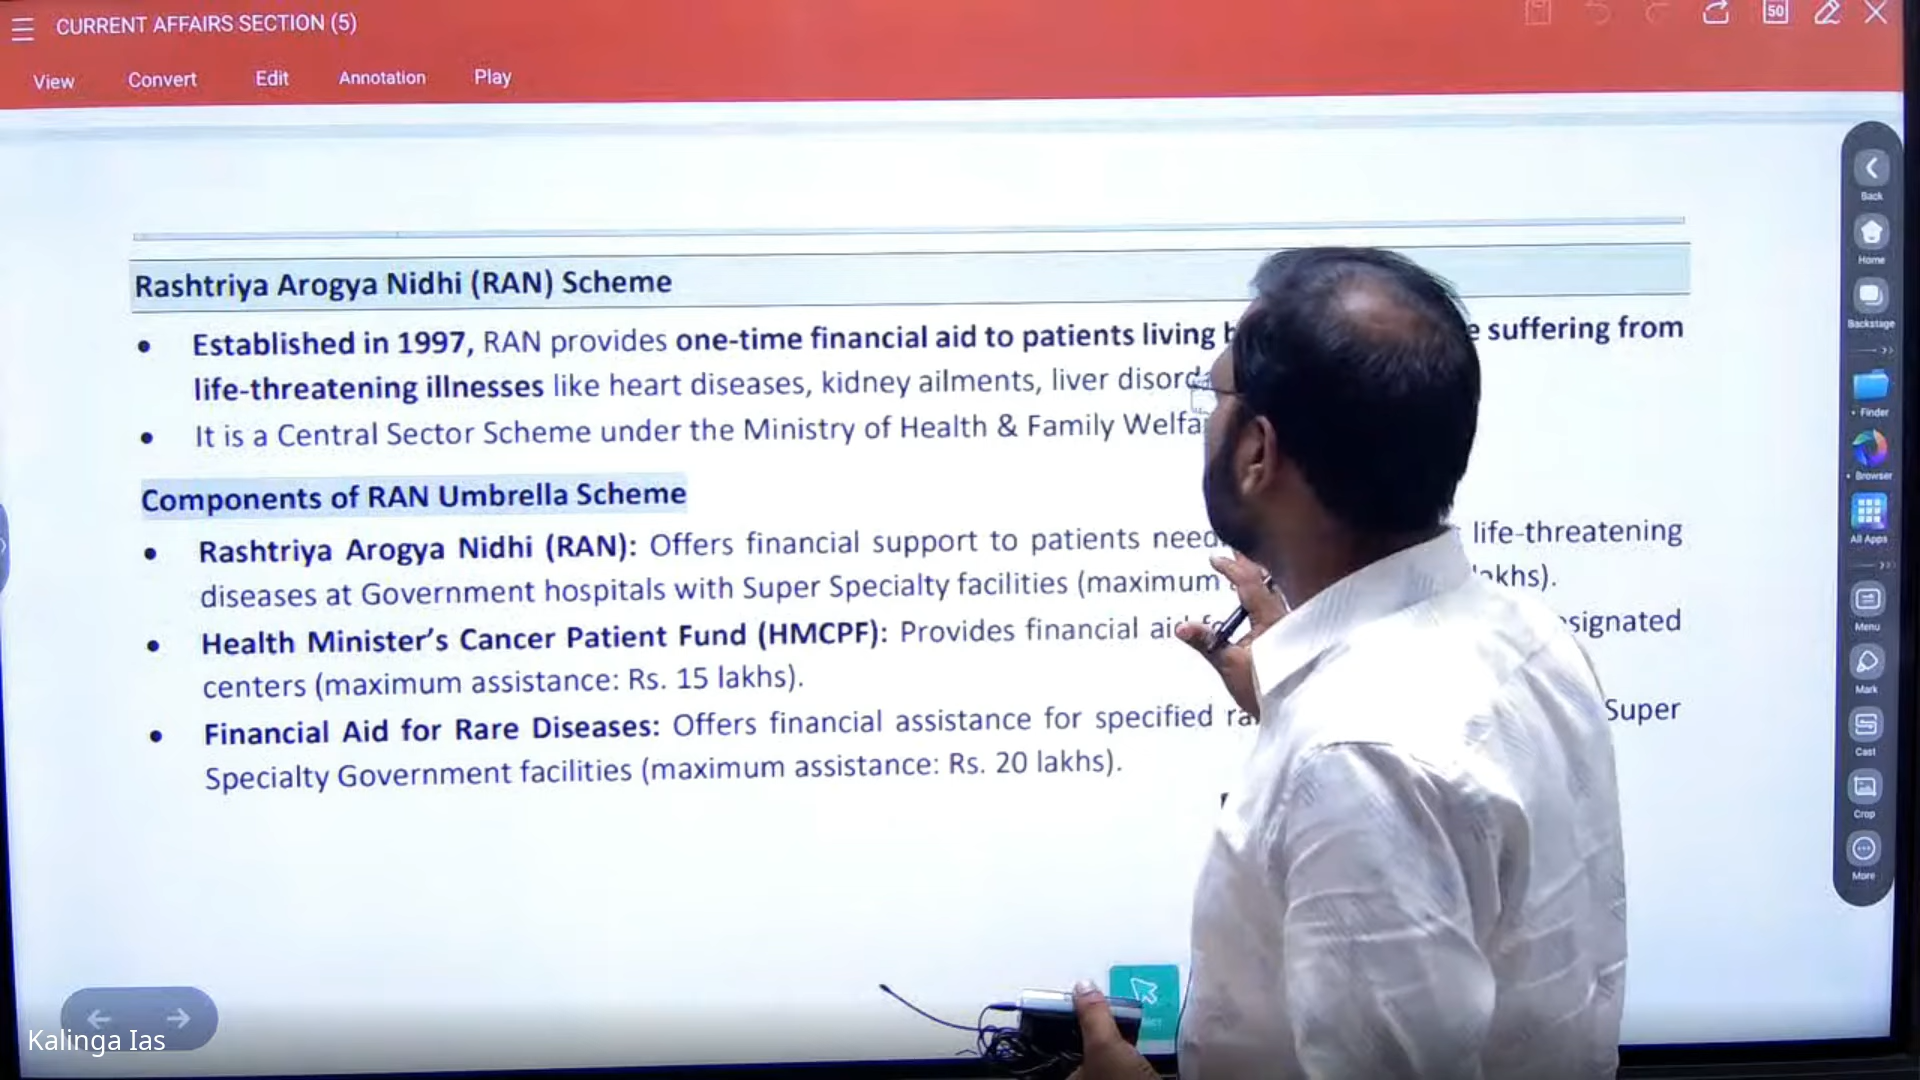 CURRENT AFFAIRS SECTION (5)
50
View Convert Edit Annotation Play
Back
Rashtriya Arogya Nidhi (RAN) Scheme
Home
Backstage
• Established in 1997, RAN provides one-time financial aid to patients living suffering from
life-threatening illnesses like heart diseases, kidney ailments, liver
Finder
• It is a Central Sector Scheme under the Ministry of Health & Family
Browser
Components of RAN Umbrella Scheme
All Apps
• Rashtriya Arogya Nidhi (RAN): Offers financial support to patients life-threatening
diseases at Government hospitals with Super Specialty facilities (maximum
Menu
• Health Minister's Cancer Patient Fund (HMCPF): Provides financial aid
centers (maximum assistance: Rs. 15 lakhs).
Mark
• Financial Aid for Rare Diseases: Offers financial assistance for specified Super
Specialty Government facilities (maximum assistance: Rs. 20 lakhs).
Cast
Crop
More
Kalinga Ias